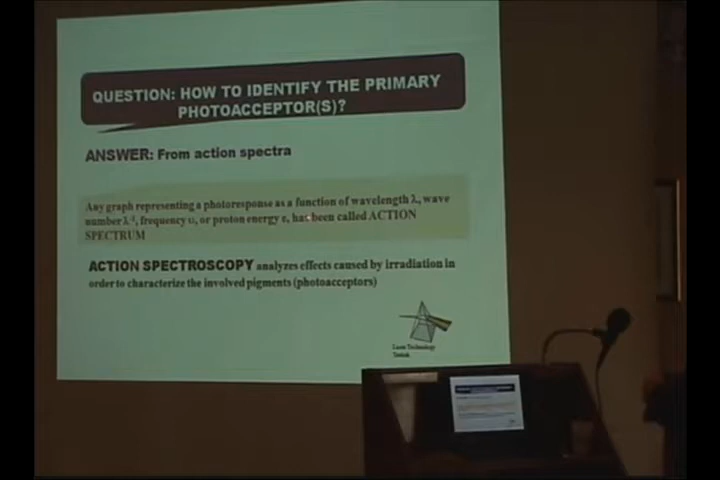 QUESTION: HOW TO IDENTIFY THE PRIMARY
PHOTOACCEPTOR(S)?
ANSWER: From action spectra
Any graph representing a photoresponse as a function of wavelength λ, wave
number λ⁻¹, frequency υ, or proton energy ε, has been called ACTION
SPECTRUM
ACTION SPECTROSCOPY analyzes effects caused by irradiation in
order to characterize the involved pigments (photoacceptors)
Technology